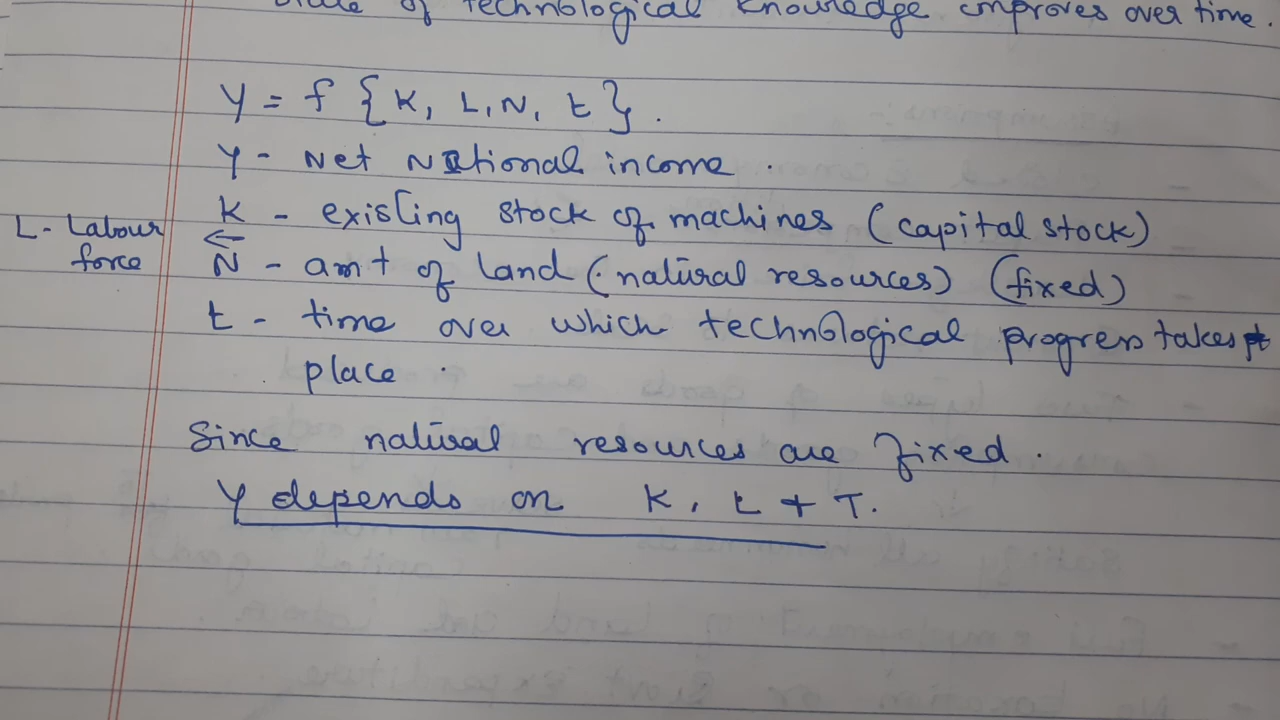 State of technological knowledge improves over time.
Y = f { K, L, N, t } .
Y - Net National income .
K - existing stock of machines (capital stock)
L - Labour force
N - amt of land (natural resources) (fixed)
t - time over which technological progress takes
place .
Since natural resources are fixed .
Y depends on K, L + T.